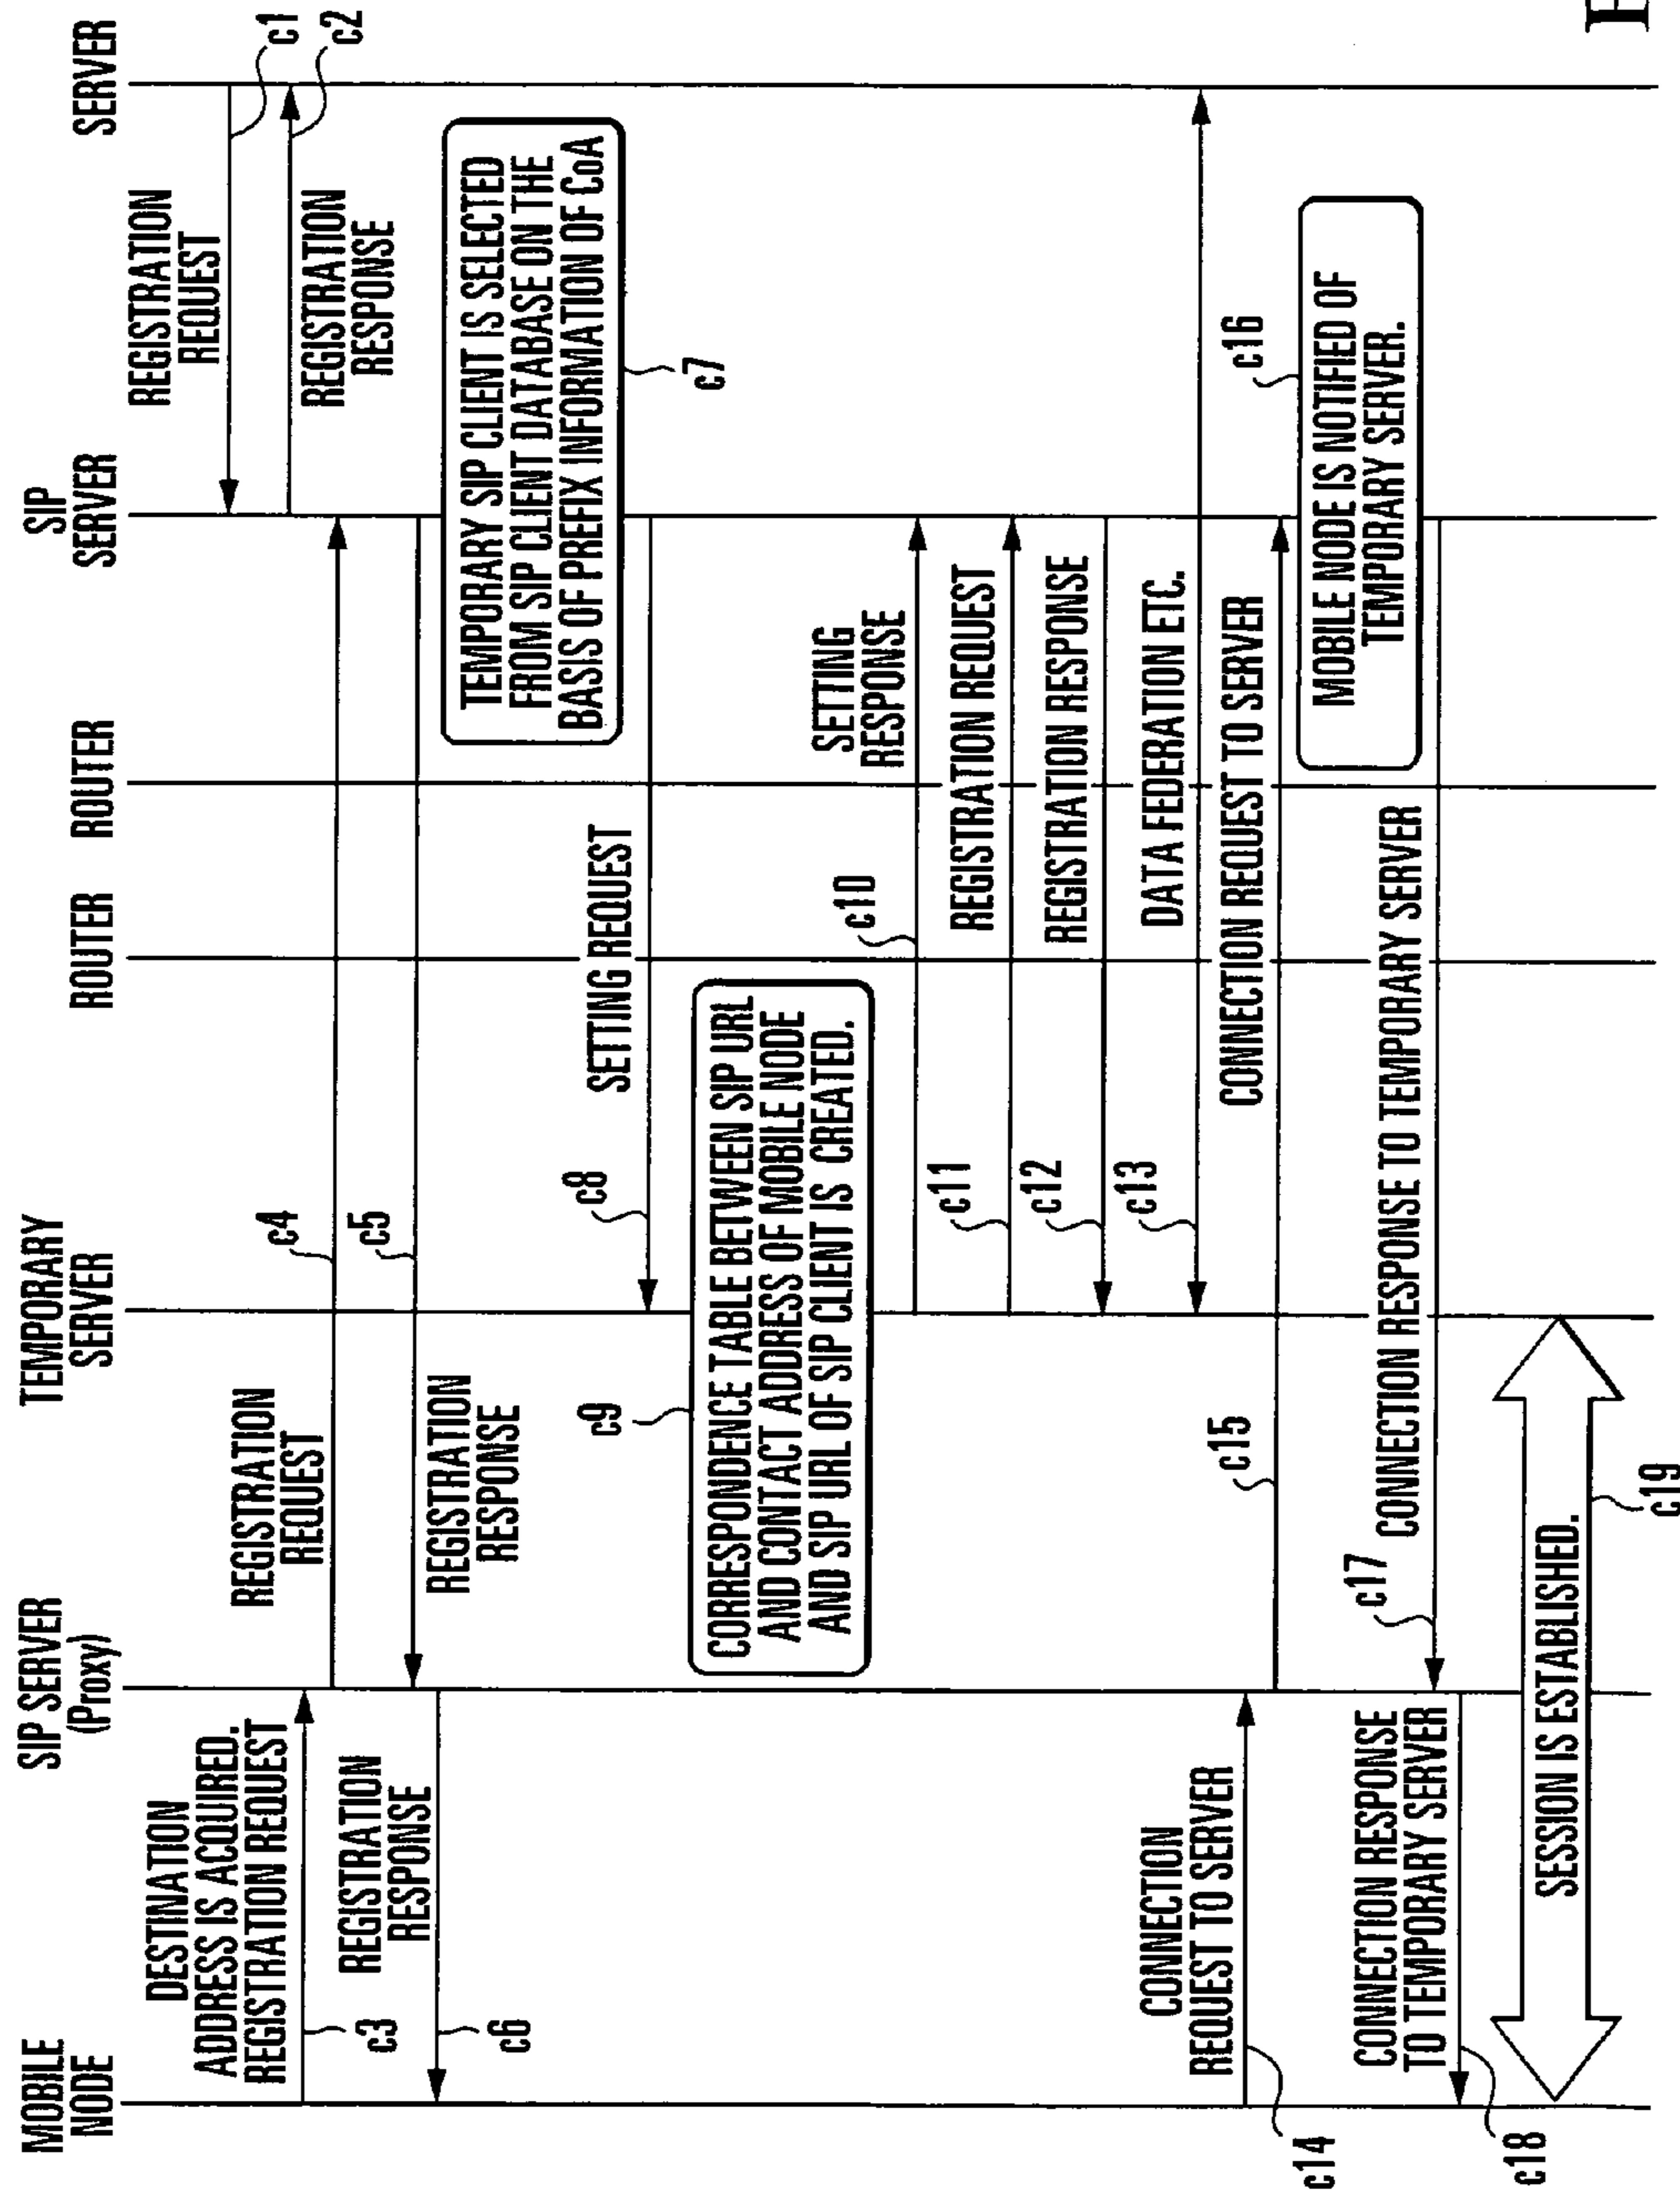 MOBILE
NODE
SIP SERVER
(Proxy)
TEMPORARY
SERVER
ROUTER
ROUTER
SIP
SERVER
SERVER
REGISTRATION
REQUEST
c1
c2
REGISTRATION
RESPONSE
DESTINATION
ADDRESS IS ACQUIRED.
REGISTRATION REQUEST
c3
REGISTRATION
REQUEST
c4
c5
REGISTRATION
RESPONSE
REGISTRATION
RESPONSE
c6
TEMPORARY SIP CLIENT IS SELECTED
FROM SIP CLIENT DATABASE ON THE
BASIS OF PREFIX INFORMATION OF CoA
c7
SETTING REQUEST
c8
c9
CORRESPONDENCE TABLE BETWEEN SIP URL
AND CONTACT ADDRESS OF MOBILE NODE
AND SIP URL OF SIP CLIENT IS CREATED.
SETTING
RESPONSE
c10
REGISTRATION REQUEST
c11
REGISTRATION RESPONSE
c12
DATA FEDERATION ETC.
c13
CONNECTION
REQUEST TO SERVER
c14
CONNECTION REQUEST TO SERVER
c15
c16
MOBILE NODE IS NOTIFIED OF
TEMPORARY SERVER.
c17
CONNECTION RESPONSE TO TEMPORARY SERVER
CONNECTION RESPONSE
TO TEMPORARY SERVER
c18
SESSION IS ESTABLISHED.
c19